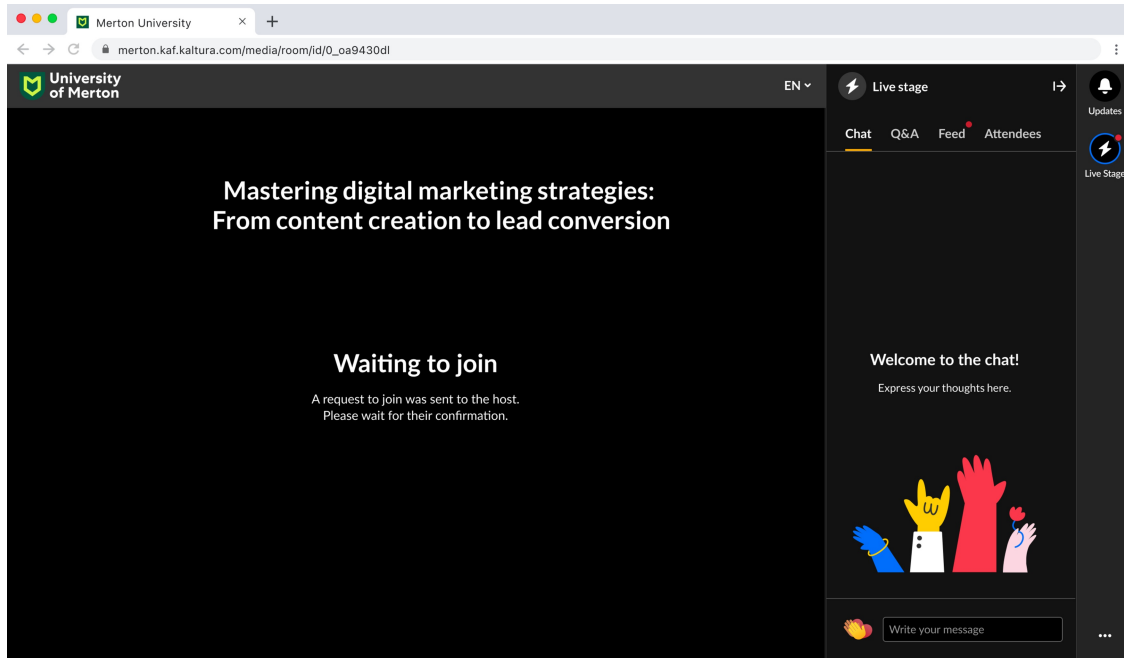 Merton University
merton.kaf.kaltura.com/media/room/id/0_oa9430dl
University
of Merton
EN
Live stage
Updates
Chat Q&A Feed Attendees
Live Stage
Mastering digital marketing strategies:
From content creation to lead conversion
Waiting to join
A request to join was sent to the host.
Please wait for their confirmation.
Welcome to the chat!
Express your thoughts here.
Write your message